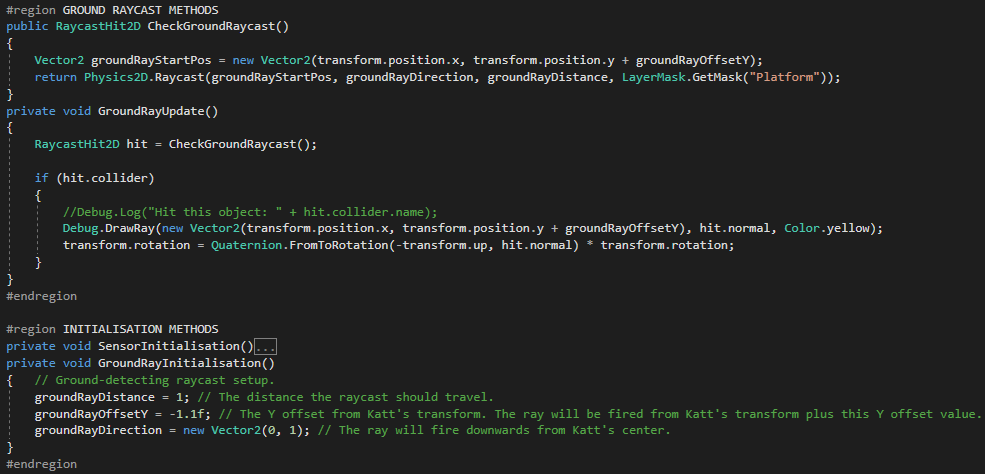 #region GROUND RAYCAST METHODS
public RaycastHit2D CheckGroundRaycast()
{
    Vector2 groundRayStartPos = new Vector2(transform.position.x, transform.position.y + groundRayOffsetY);
    return Physics2D.Raycast(groundRayStartPos, groundRayDirection, groundRayDistance, LayerMask.GetMask("Platform"));
}
private void GroundRayUpdate()
{
    RaycastHit2D hit = CheckGroundRaycast();
    if (hit.collider)
    {
        //Debug.Log("Hit this object: " + hit.collider.name);
        Debug.DrawRay(new Vector2(transform.position.x, transform.position.y + groundRayOffsetY), hit.normal, Color.yellow);
        transform.rotation = Quaternion.FromToRotation(-transform.up, hit.normal) * transform.rotation;
    }
}
#endregion
#region INITIALISATION METHODS
private void SensorInitialisation()...
private void GroundRayInitialisation()
{   // Ground-detecting raycast setup.
    groundRayDistance = 1; // The distance the raycast should travel.
    groundRayOffsetY = -1.1f; // The Y offset from Katt's transform. The ray will be fired from Katt's transform plus this Y offset value.
    groundRayDirection = new Vector2(0, 1); // The ray will fire downwards from Katt's center.
}
#endregion